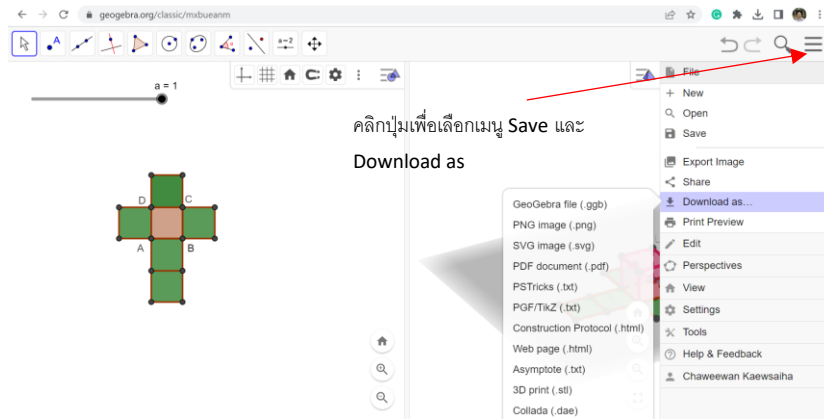 geogebra.org/classic/mxbueanm
A
a=2
a = 1
D
C
A
B
คลิกปุ่มเพื่อเลือกเมนู Save และ
Download as
File
New
Open
Save
Export Image
Share
Download as...
Print Preview
Edit
Perspectives
View
Settings
Tools
Help & Feedback
Chaweewan Kaewsaiha
GeoGebra file (.ggb)
PNG image (.png)
SVG image (.svg)
PDF document (.pdf)
PSTricks (.txt)
PGF/TikZ (.txt)
Construction Protocol (.html)
Web page (.html)
Asymptote (.txt)
3D print (.stl)
Collada (.dae)